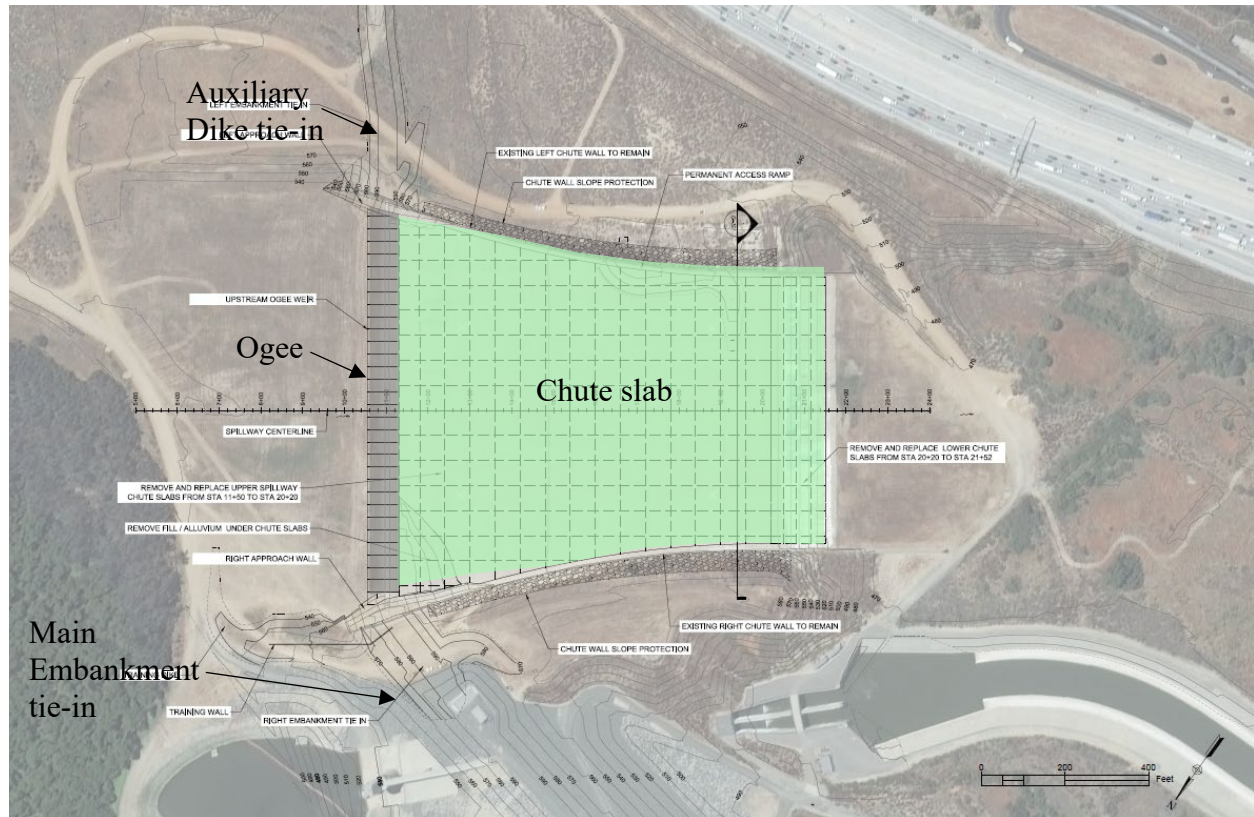 Auxiliary
Dike tie-in
LEFT EMBANKMENT TIE IN
EXISTING LEFT CHUTE WALL TO REMAIN
CHUTE WALL SLOPE PROTECTION
PERMANENT ACCESS RAMP
UPSTREAM OGEE WEIR
Ogee
Chute slab
SPILLWAY CENTERLINE
REMOVE AND REPLACE LOWER CHUTE
SLABS FROM STA 20+20 TO STA 21+52
REMOVE AND REPLACE UPPER SPILLWAY
CHUTE SLABS FROM STA 11+50 TO STA 20+20
REMOVE FILL / ALLUVIUM UNDER CHUTE SLABS
RIGHT APPROACH WALL
EXISTING RIGHT CHUTE WALL TO REMAIN
CHUTE WALL SLOPE PROTECTION
Main
Embankment
tie-in
TRAINING WALL
RIGHT EMBANKMENT TIE IN
0 200 400
Feet
N